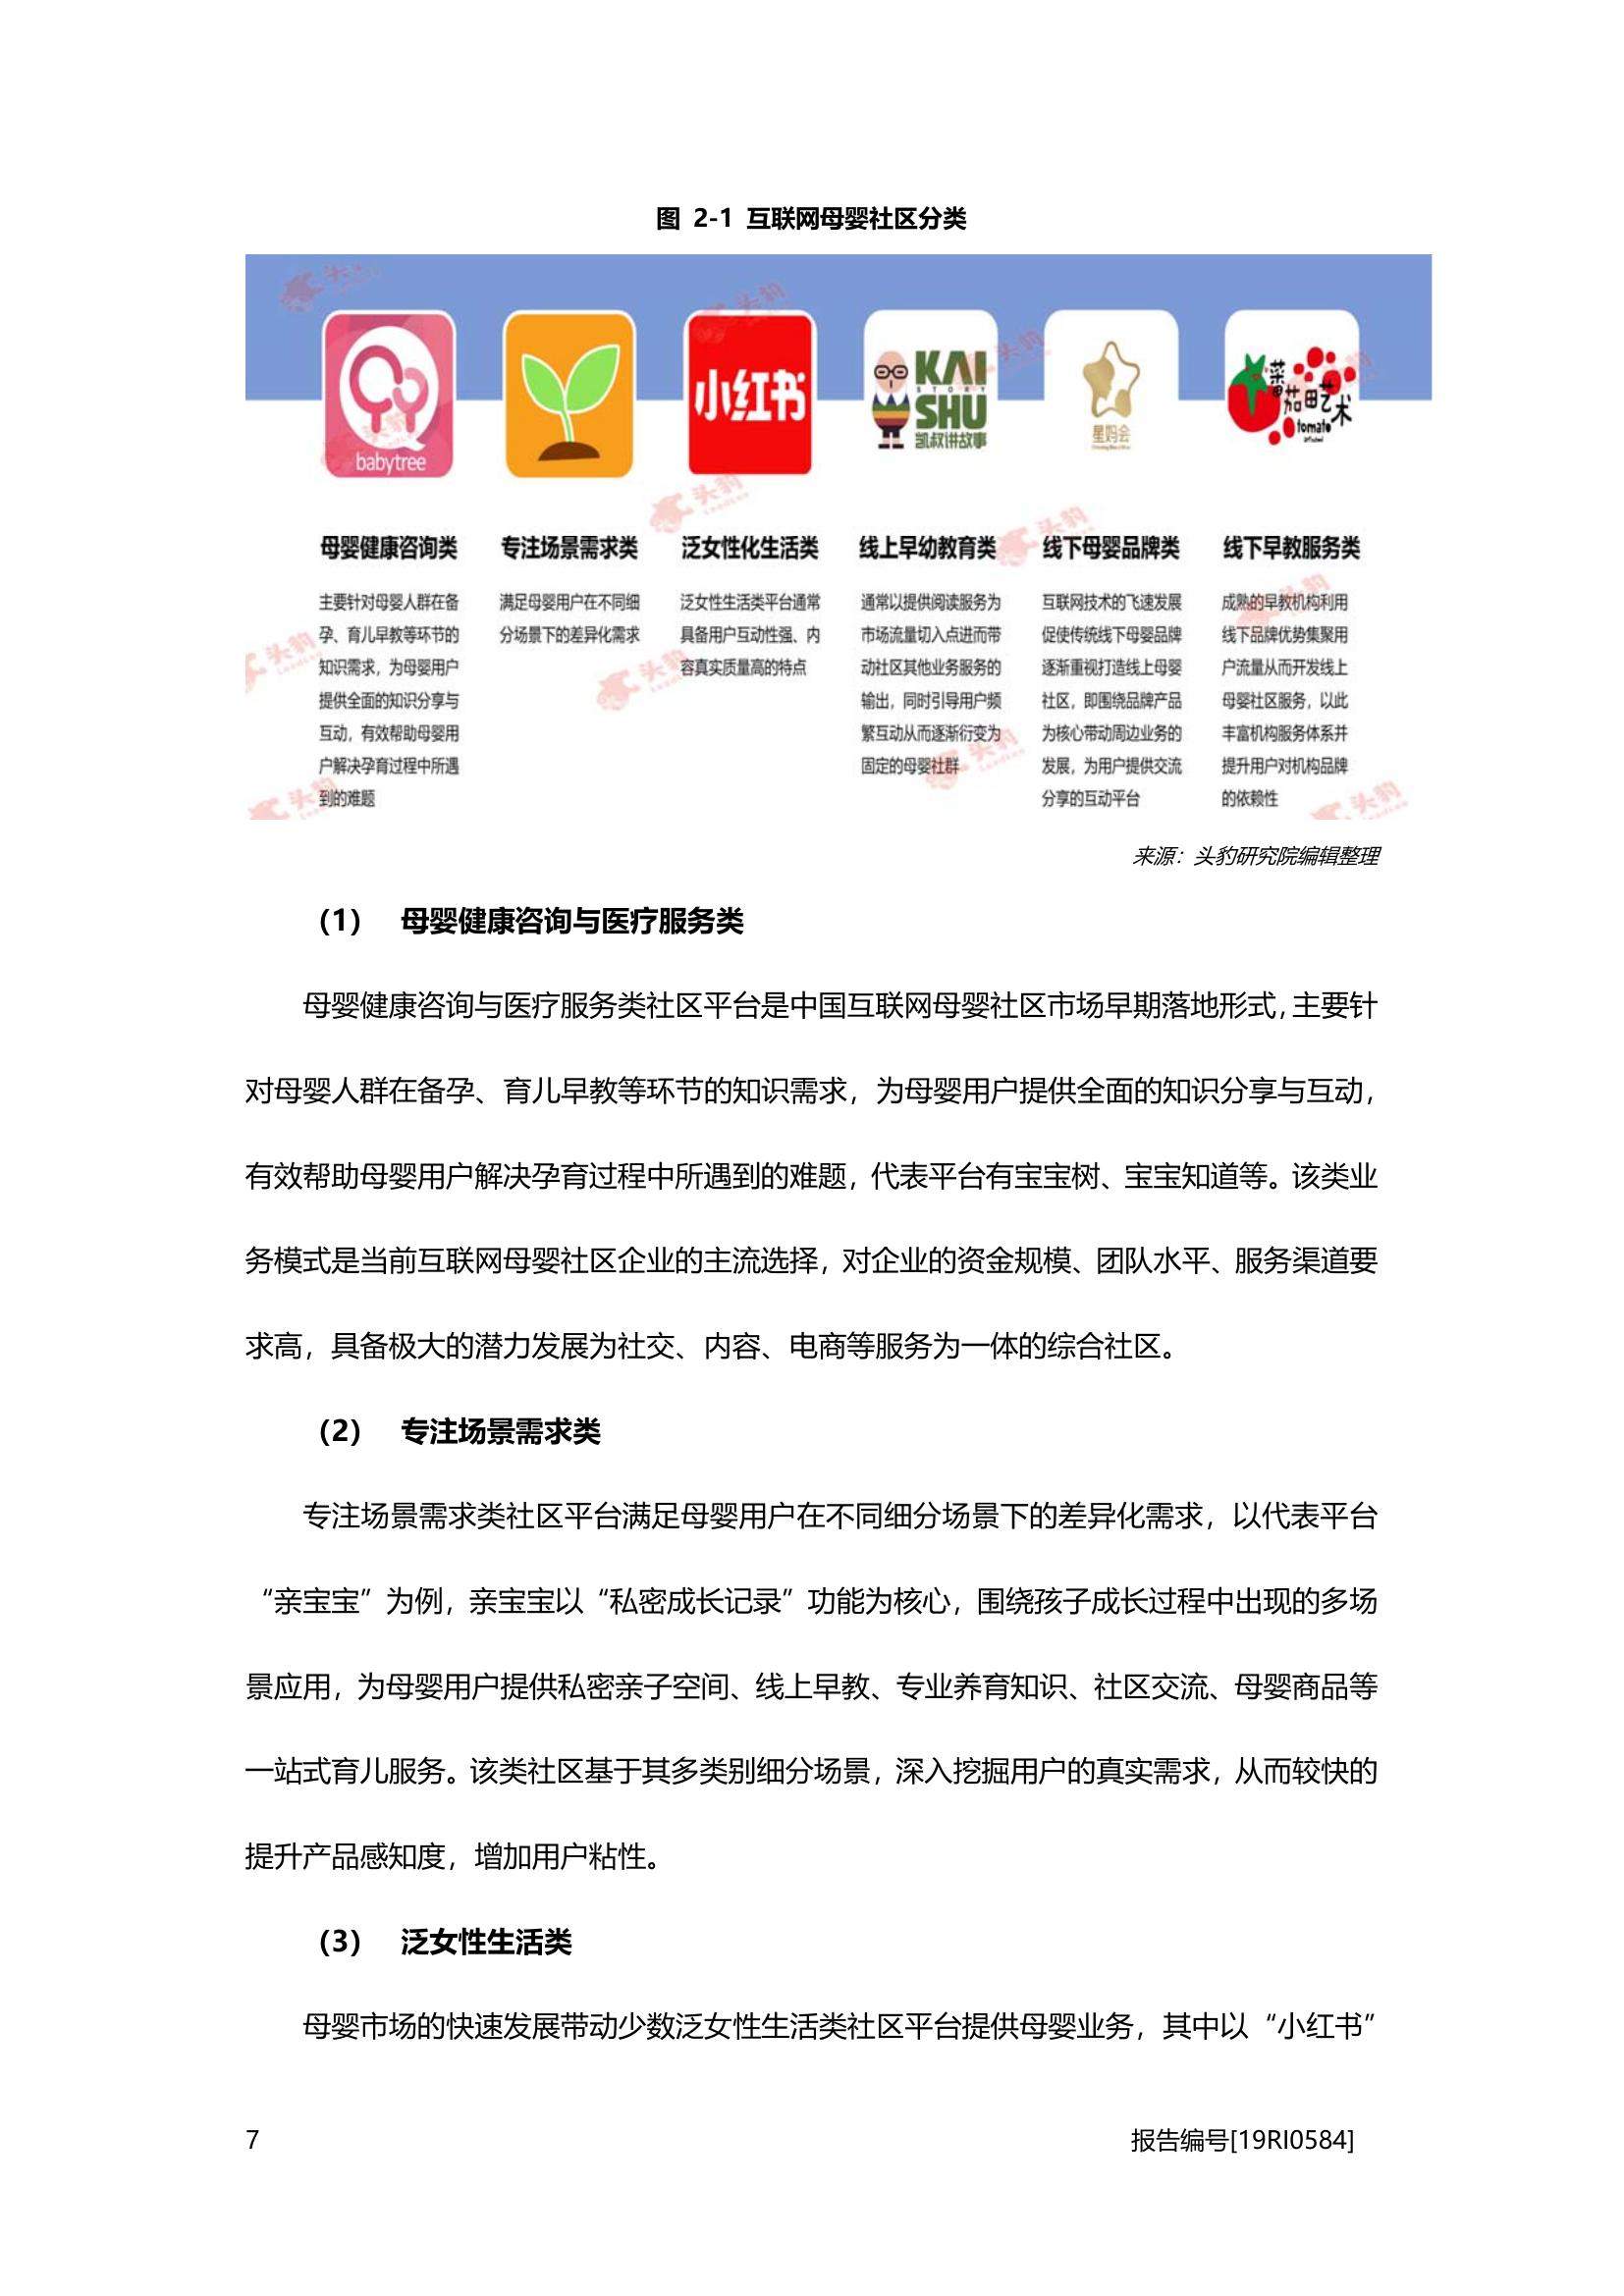 图 2-1 互联网母婴社区分类
babytree
小红书
KAI
STORY
SHU
凯叔讲故事
星妈会
蕃茄田艺术
tomato
母婴健康咨询类
主要针对母婴人群在备
孕、育儿早教等环节的
知识需求，为母婴用户
提供全面的知识分享与
互动，有效帮助母婴用
户解决孕育过程中所遇
到的难题
专注场景需求类
满足母婴用户在不同细
分场景下的差异化需求
泛女性化生活类
泛女性生活类平台通常
具备用户互动性强、内
容真实质量高的特点
线上早幼教育类
通常以提供阅读服务为
市场流量切入点进而带
动社区其他业务服务的
输出，同时引导用户频
繁互动从而逐渐衍变为
固定的母婴社群
线下母婴品牌类
互联网技术的飞速发展
促使传统线下母婴品牌
逐渐重视打造线上母婴
社区，即围绕品牌产品
为核心带动周边业务的
发展，为用户提供交流
分享的互动平台
线下早教服务类
成熟的早教机构利用
线下品牌优势集聚用
户流量从而开发线上
母婴社区服务，以此
丰富机构服务体系并
提升用户对机构品牌
的依赖性
来源：头豹研究院编辑整理
（1） 母婴健康咨询与医疗服务类
母婴健康咨询与医疗服务类社区平台是中国互联网母婴社区市场早期落地形式，主要针
对母婴人群在备孕、育儿早教等环节的知识需求，为母婴用户提供全面的知识分享与互动，
有效帮助母婴用户解决孕育过程中所遇到的难题，代表平台有宝宝树、宝宝知道等。该类业
务模式是当前互联网母婴社区企业的主流选择，对企业的资金规模、团队水平、服务渠道要
求高，具备极大的潜力发展为社交、内容、电商等服务为一体的综合社区。
（2） 专注场景需求类
专注场景需求类社区平台满足母婴用户在不同细分场景下的差异化需求，以代表平台
“亲宝宝”为例，亲宝宝以“私密成长记录”功能为核心，围绕孩子成长过程中出现的多场
景应用，为母婴用户提供私密亲子空间、线上早教、专业养育知识、社区交流、母婴商品等
一站式育儿服务。该类社区基于其多类别细分场景，深入挖掘用户的真实需求，从而较快的
提升产品感知度，增加用户粘性。
（3） 泛女性生活类
母婴市场的快速发展带动少数泛女性生活类社区平台提供母婴业务，其中以“小红书”
7 报告编号[19RI0584]